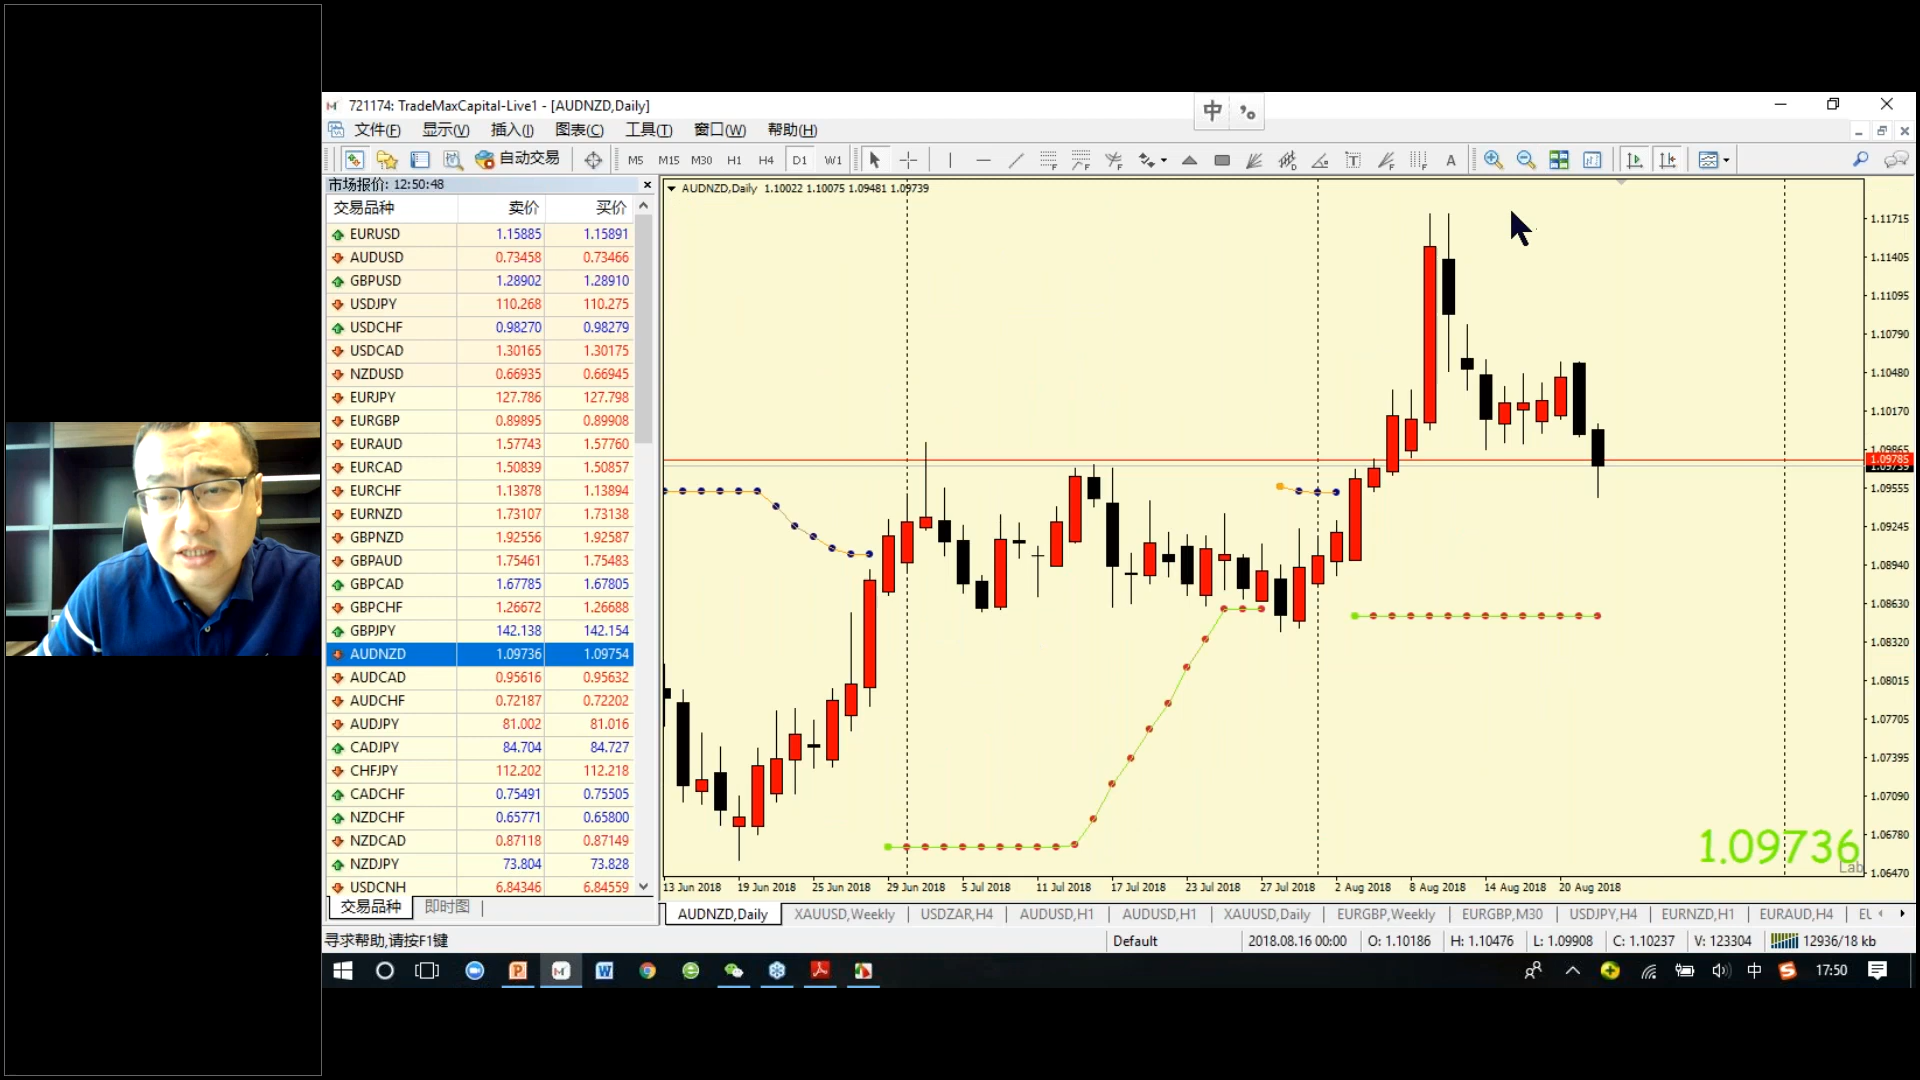 721174: TradeMaxCapital-Live1 - [AUDNZD,Daily]
中
文件(F) 显示(V) 插入(I) 图表(C) 工具(T) 窗口(W) 帮助(H)
自动交易 M5 M15 M30 H1 H4 D1 W1 A T
市场报价: 12:50:48
交易品种 卖价 买价
EURUSD 1.15885 1.15891
AUDUSD 0.73458 0.73466
GBPUSD 1.28902 1.28910
USDJPY 110.268 110.275
USDCHF 0.98270 0.98279
USDCAD 1.30165 1.30175
NZDUSD 0.66935 0.66945
EURJPY 127.786 127.798
EURGBP 0.89895 0.89908
EURAUD 1.57743 1.57760
EURCAD 1.50839 1.50857
EURCHF 1.13878 1.13894
EURNZD 1.73107 1.73138
GBPNZD 1.92556 1.92587
GBPAUD 1.75461 1.75483
GBPCAD 1.67785 1.67805
GBPCHF 1.26672 1.26688
GBPJPY 142.138 142.154
AUDNZD 1.09736 1.09754
AUDCAD 0.95616 0.95632
AUDCHF 0.72187 0.72202
AUDJPY 81.002 81.016
CADJPY 84.704 84.727
CHFJPY 112.202 112.218
CADCHF 0.75491 0.75505
NZDCHF 0.65771 0.65800
NZDCAD 0.87118 0.87149
NZDJPY 73.804 73.828
USDCNH 6.84346 6.84559
交易品种 即时图
AUDNZD,Daily 1.10022 1.10075 1.09481 1.09739
1.11715
1.11405
1.11095
1.10790
1.10480
1.10170
1.09785
1.09555
1.09245
1.08940
1.08630
1.08320
1.08015
1.07705
1.07395
1.07090
1.06780
1.06470
1.09736
Lab
13 Jun 2018 19 Jun 2018 25 Jun 2018 29 Jun 2018 5 Jul 2018 11 Jul 2018 17 Jul 2018 23 Jul 2018 27 Jul 2018 2 Aug 2018 8 Aug 2018 14 Aug 2018 20 Aug 2018
AUDNZD,Daily XAUUSD,Weekly USDZAR,H4 AUDUSD,H1 AUDUSD,H1 XAUUSD,Daily EURGBP,Weekly EURGBP,M30 USDJPY,H4 EURNZD,H1 EURAUD,H4
寻求帮助,请按F1键 Default 2018.08.16 00:00 O: 1.10186 H: 1.10476 L: 1.09908 C: 1.10237 V: 123304 12936/18 kb
中 17:50